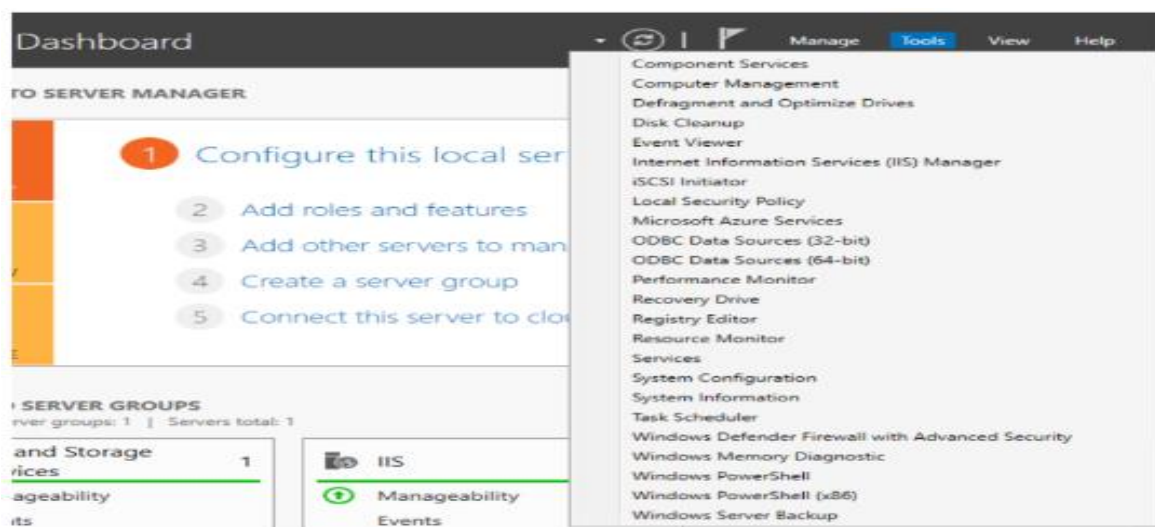 Dashboard
Manage Tools View Help
TO SERVER MANAGER
1 Configure this local ser
2 Add roles and features
3 Add other servers to man
4 Create a server group
5 Connect this server to clo
SERVER GROUPS
rver groups: 1 | Servers total: 1
and Storage
vices
1
ageability
nts
IIS
Manageability
Events
Component Services
Computer Management
Defragment and Optimize Drives
Disk Cleanup
Event Viewer
Internet Information Services (IIS) Manager
iSCSI Initiator
Local Security Policy
Microsoft Azure Services
ODBC Data Sources (32-bit)
ODBC Data Sources (64-bit)
Performance Monitor
Recovery Drive
Registry Editor
Resource Monitor
Services
System Configuration
System Information
Task Scheduler
Windows Defender Firewall with Advanced Security
Windows Memory Diagnostic
Windows PowerShell
Windows PowerShell (x86)
Windows Server Backup